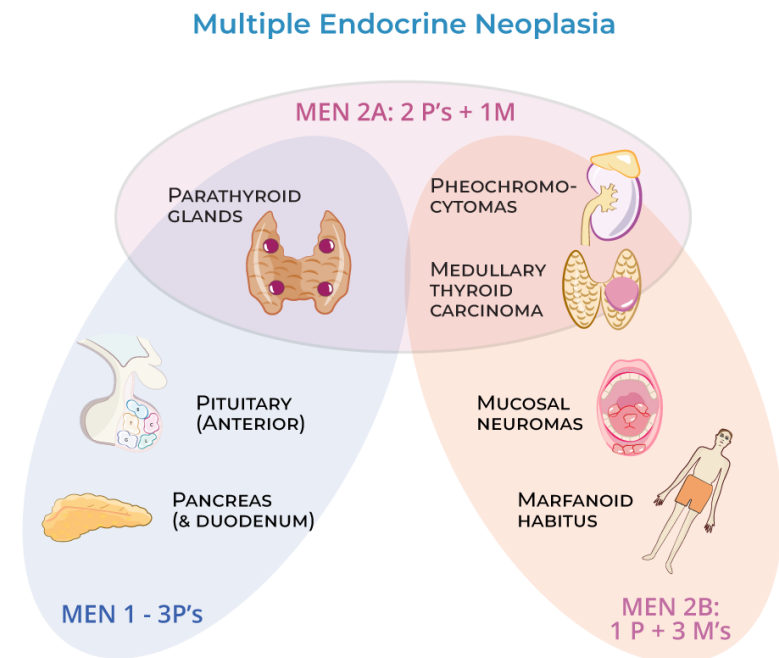 Multiple Endocrine Neoplasia
MEN 2A: 2 P's + 1M
PARATHYROID
GLANDS
PHEOCHROMO-
CYTOMAS
MEDULLARY
THYROID
CARCINOMA
PITUITARY
(ANTERIOR)
MUCOSAL
NEUROMAS
PANCREAS
(& DUODENUM)
MARFANOID
HABITUS
MEN 1 - 3P's
MEN 2B:
1 P + 3 M's